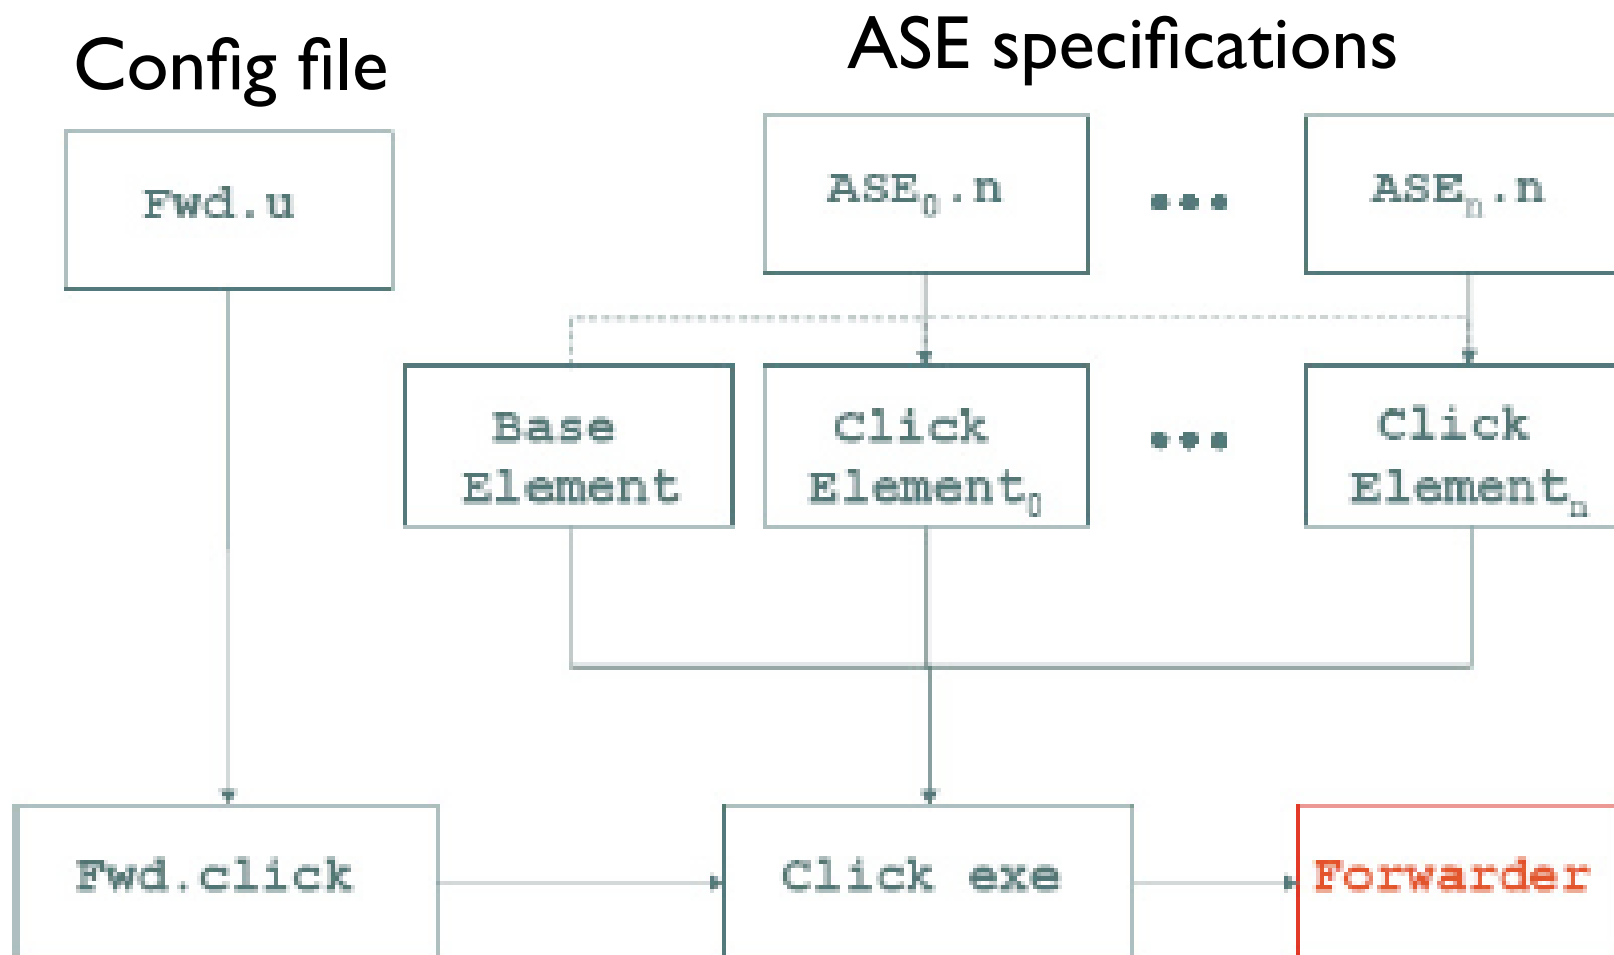 Config file
ASE specifications
Fwd.u
ASE₀.n
•••
ASEₙ.n
Base
Element
Click
Element₀
•••
Click
Elementₙ
Fwd.click
Click exe
Forwarder